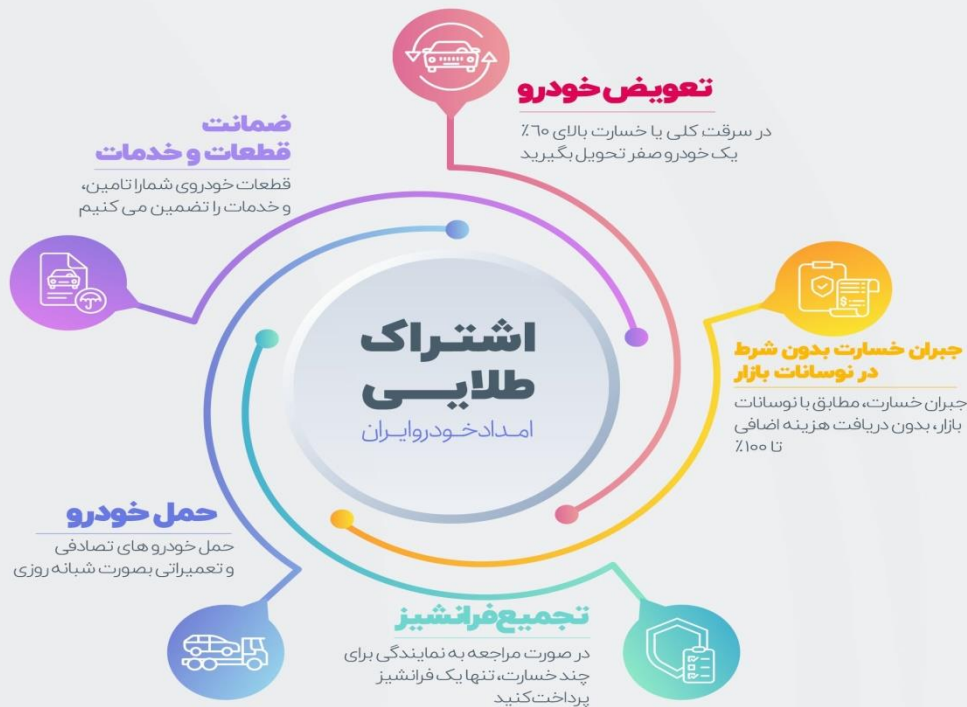 تعویض خودرو
در سرقت کلی یا خسارت بالای ۶۰٪
یک خودرو صفر تحویل بگیرید
ضمانت
قطعات و خدمات
قطعات خودروی شما را تامین،
و خدمات را تضمین می کنیم
جبران خسارت بدون شرط
در نوسانات بازار
جبران خسارت، مطابق با نوسانات
بازار، بدون دریافت هزینه اضافی
تا ۱۰۰٪
اشتراک
طلایی
امدادخودروایران
حمل خودرو
حمل خودرو های تصادفی
و تعمیراتی بصورت شبانه روزی
تجمیع فرانشیز
در صورت مراجعه به نمایندگی برای
چند خسارت، تنها یک فرانشیز
پرداخت کنید